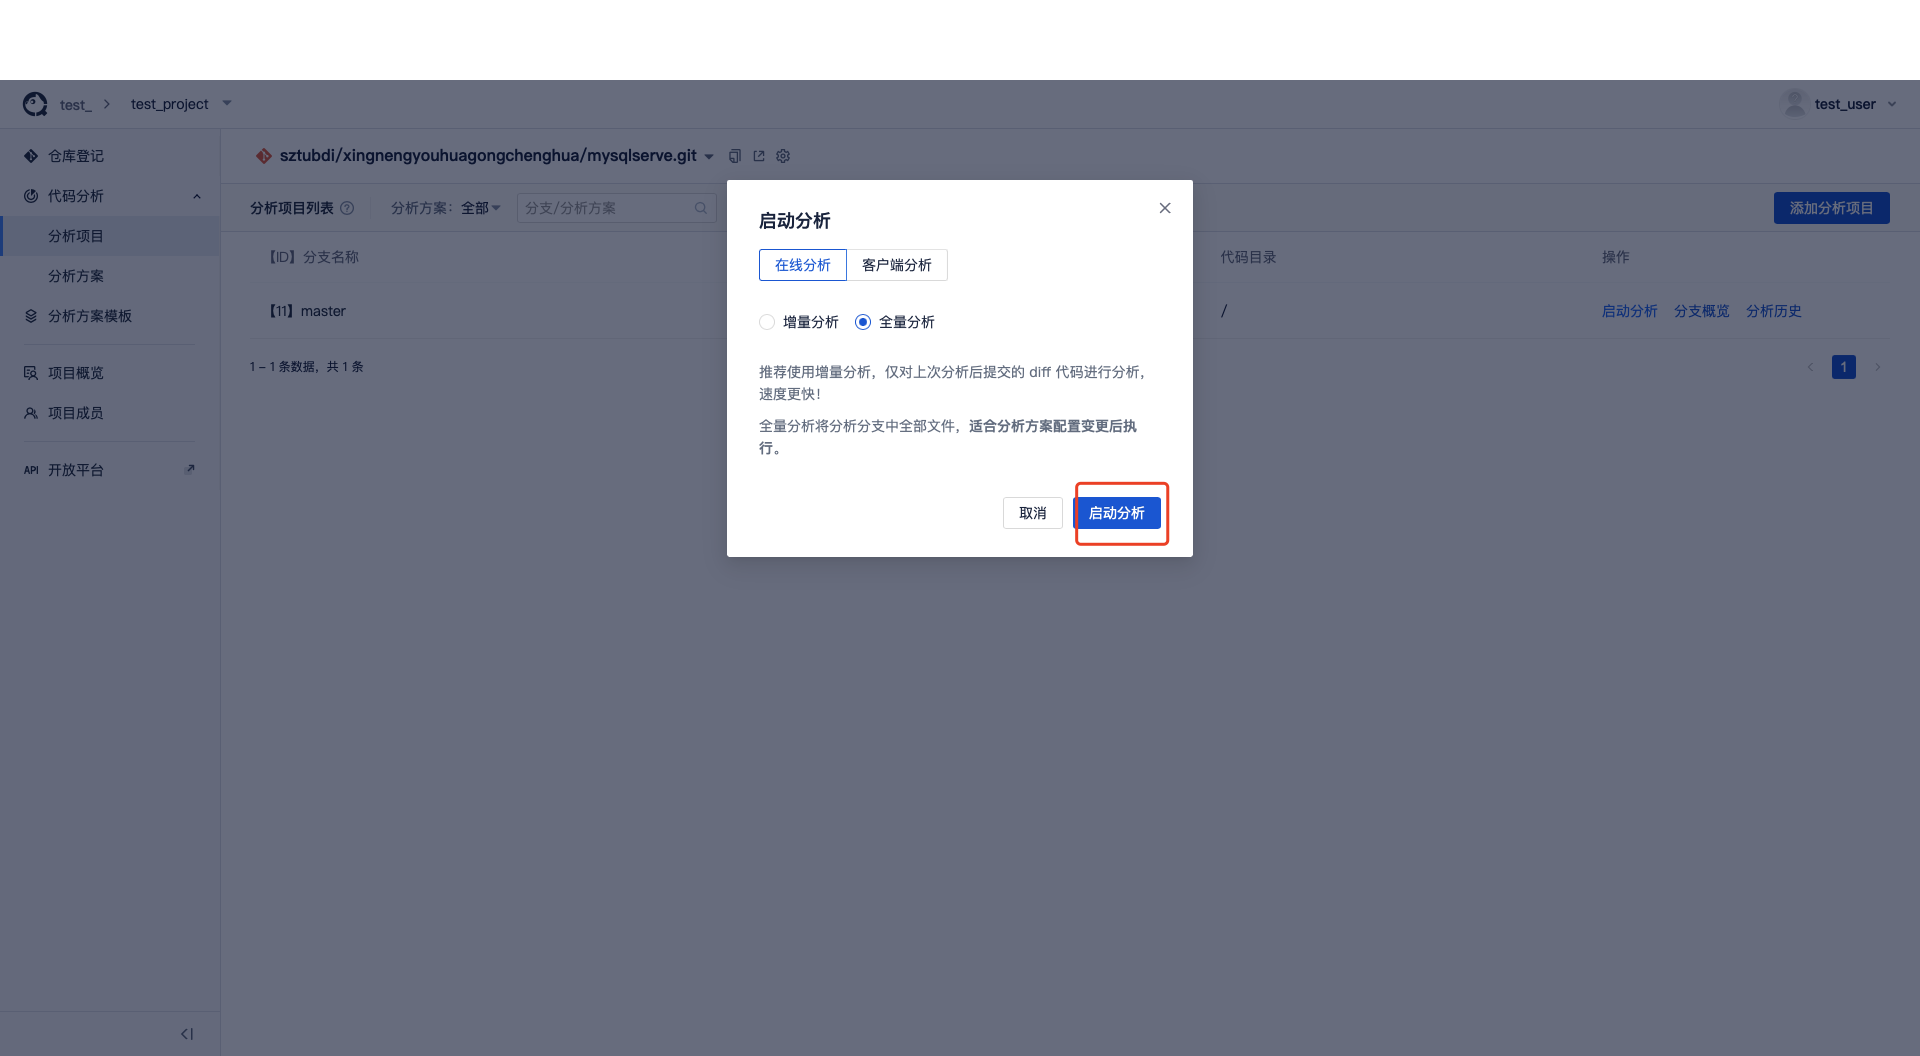 test_ > test_project
test_user
仓库登记
代码分析
分析项目
分析方案
分析方案模板
项目概览
项目成员
API 开放平台
sztubdi/xingnengyouhuagongchenghua/mysqlserve.git
分析项目列表 分析方案：全部 分支/分析方案
添加分析项目
【ID】分支名称 代码目录 操作
【11】master / 启动分析 分支概览 分析历史
1 - 1 条数据，共 1 条
1
启动分析
在线分析 客户端分析
增量分析 全量分析
推荐使用增量分析，仅对上次分析后提交的 diff 代码进行分析，
速度更快！
全量分析将分析分支中全部文件，适合分析方案配置变更后执
行。
取消 启动分析